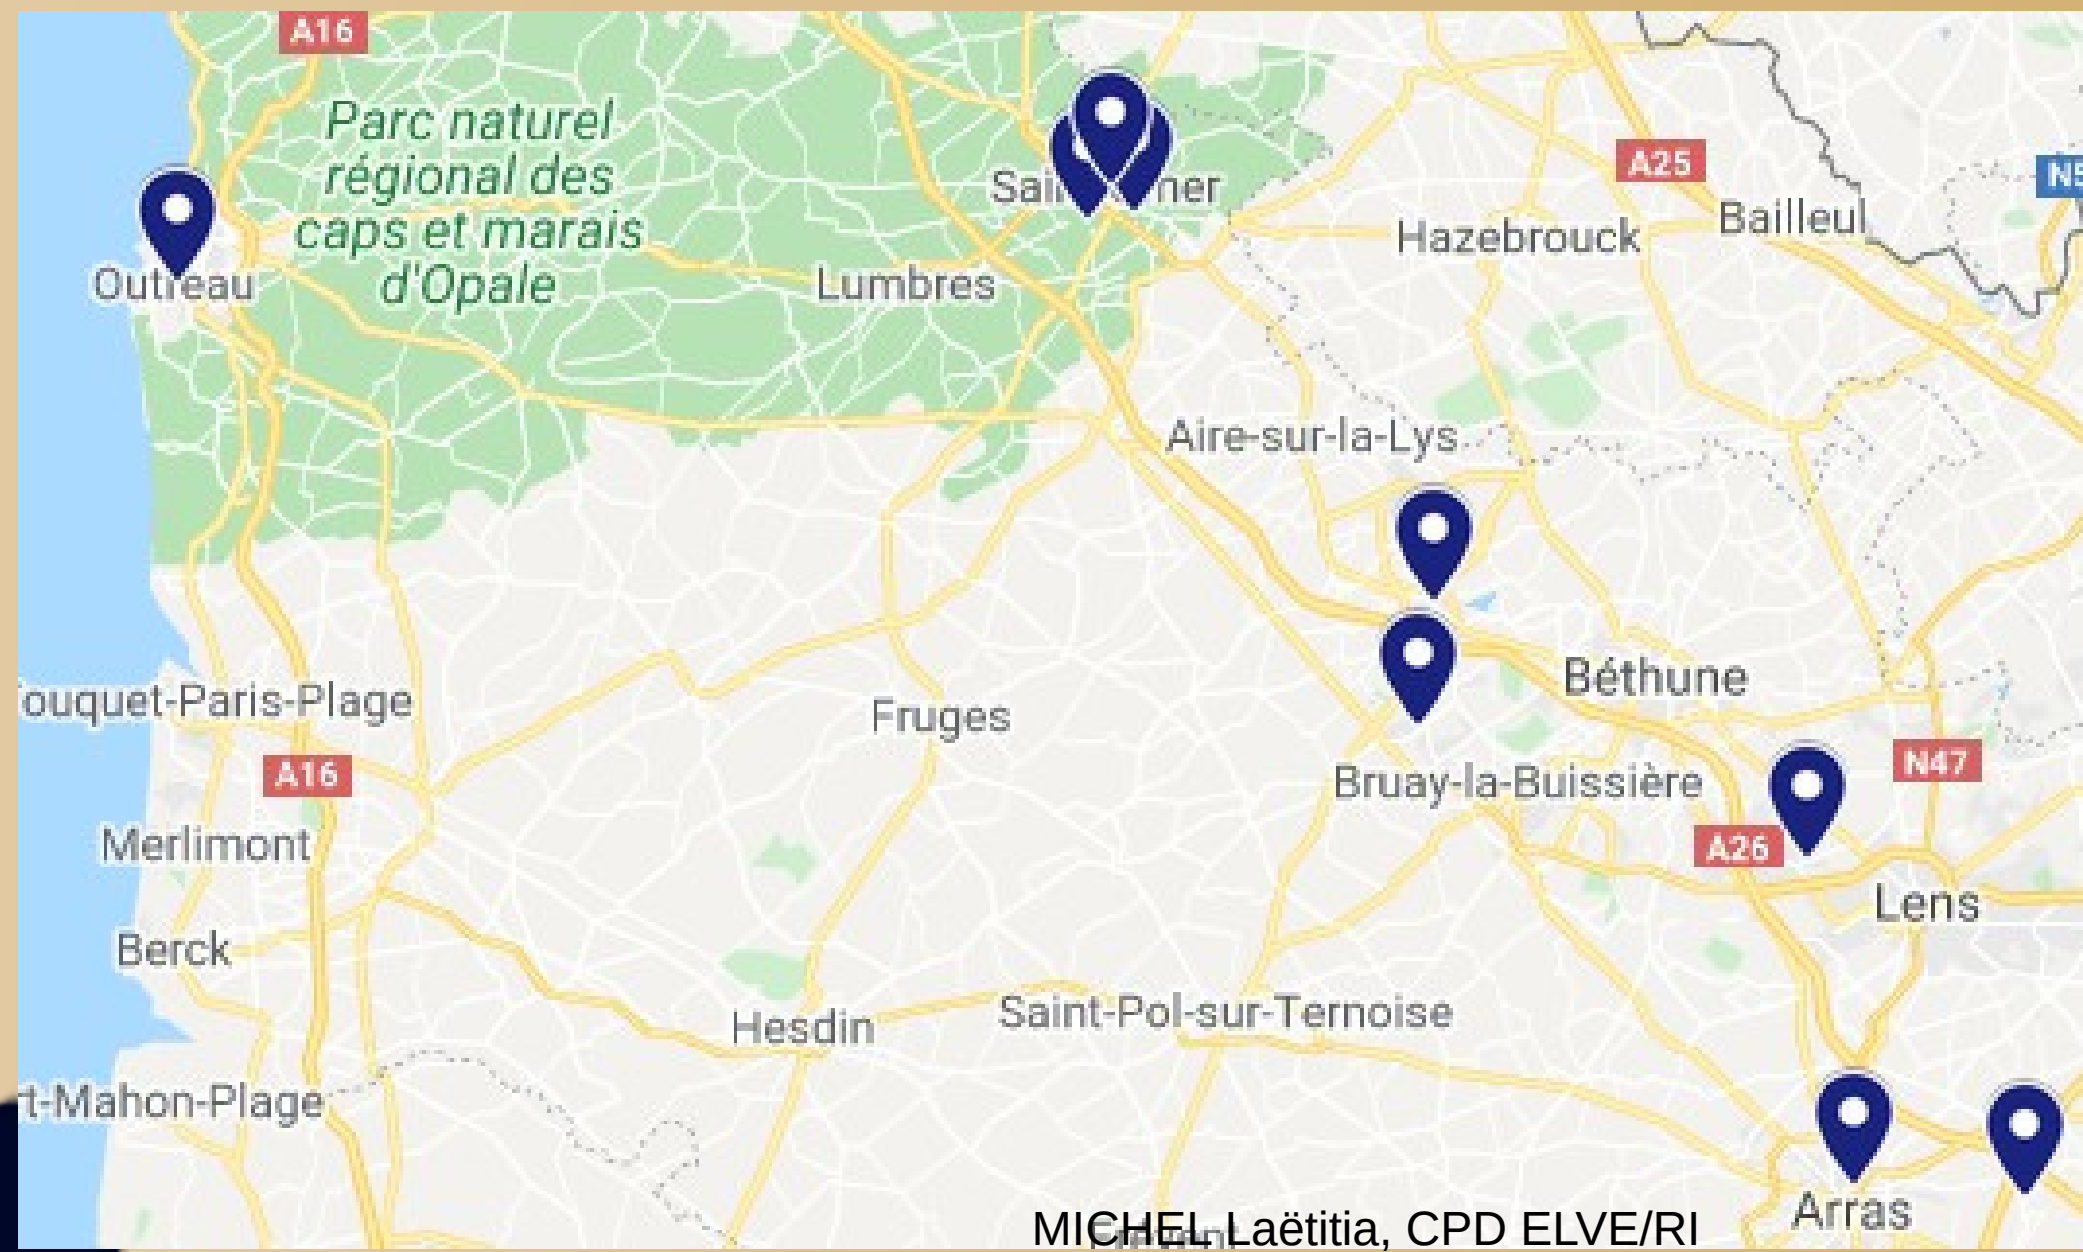 A16
Parc naturel
régional des
caps et marais
d'Opale
A25
N5
Bailleul
Hazebrouck
Outreau
Lumbres
Aire-sur-la-Lys
Béthune
ouquet-Paris-Plage
Fruges
A16
N47
Bruay-la-Buissière
A26
Merlimont
Lens
Berck
Saint-Pol-sur-Ternoise
Hesdin
t-Mahon-Plage
Arras
MICHEL Laëtitia, CPD ELVE/RI